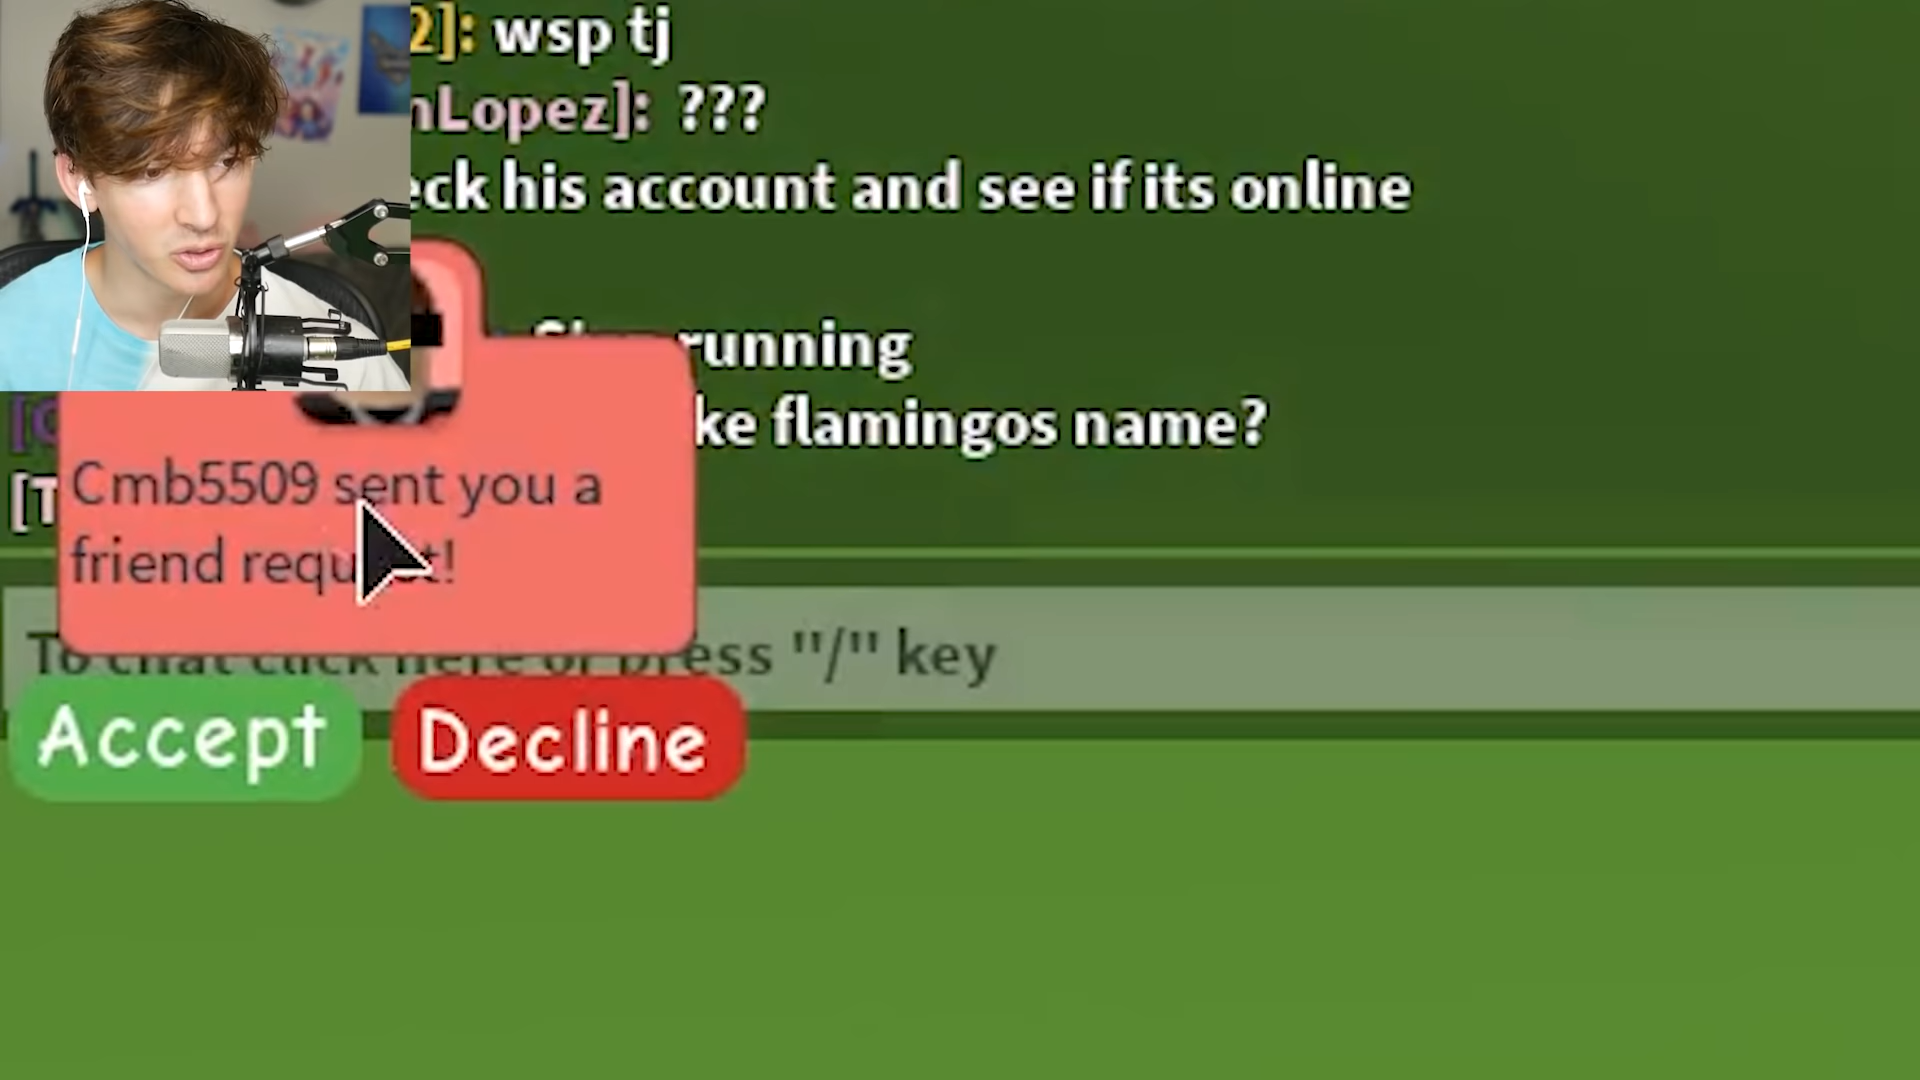 2]: wsp tj
nLopez]: ???
eck his account and see if its online
running
ke flamingos name?
[T
Cmb5509 sent you a
friend request!
To chat click here or press "/" key
Accept
Decline